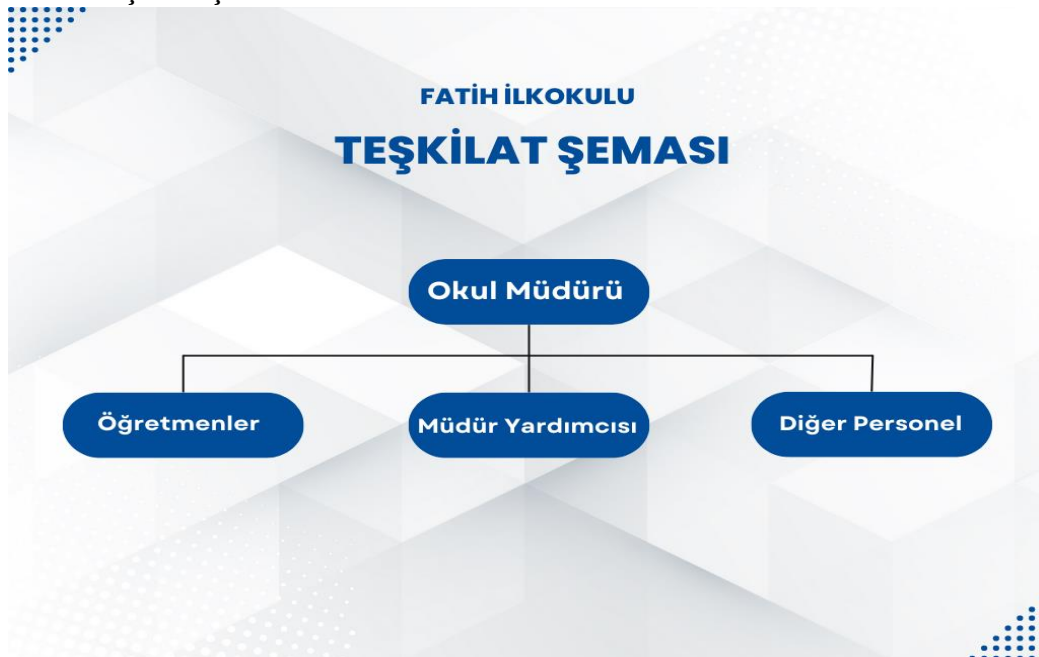 FATİH İLKOKULU
TEŞKİLAT ŞEMASI
Okul Müdürü
Öğretmenler
Müdür Yardımcısı
Diğer Personel